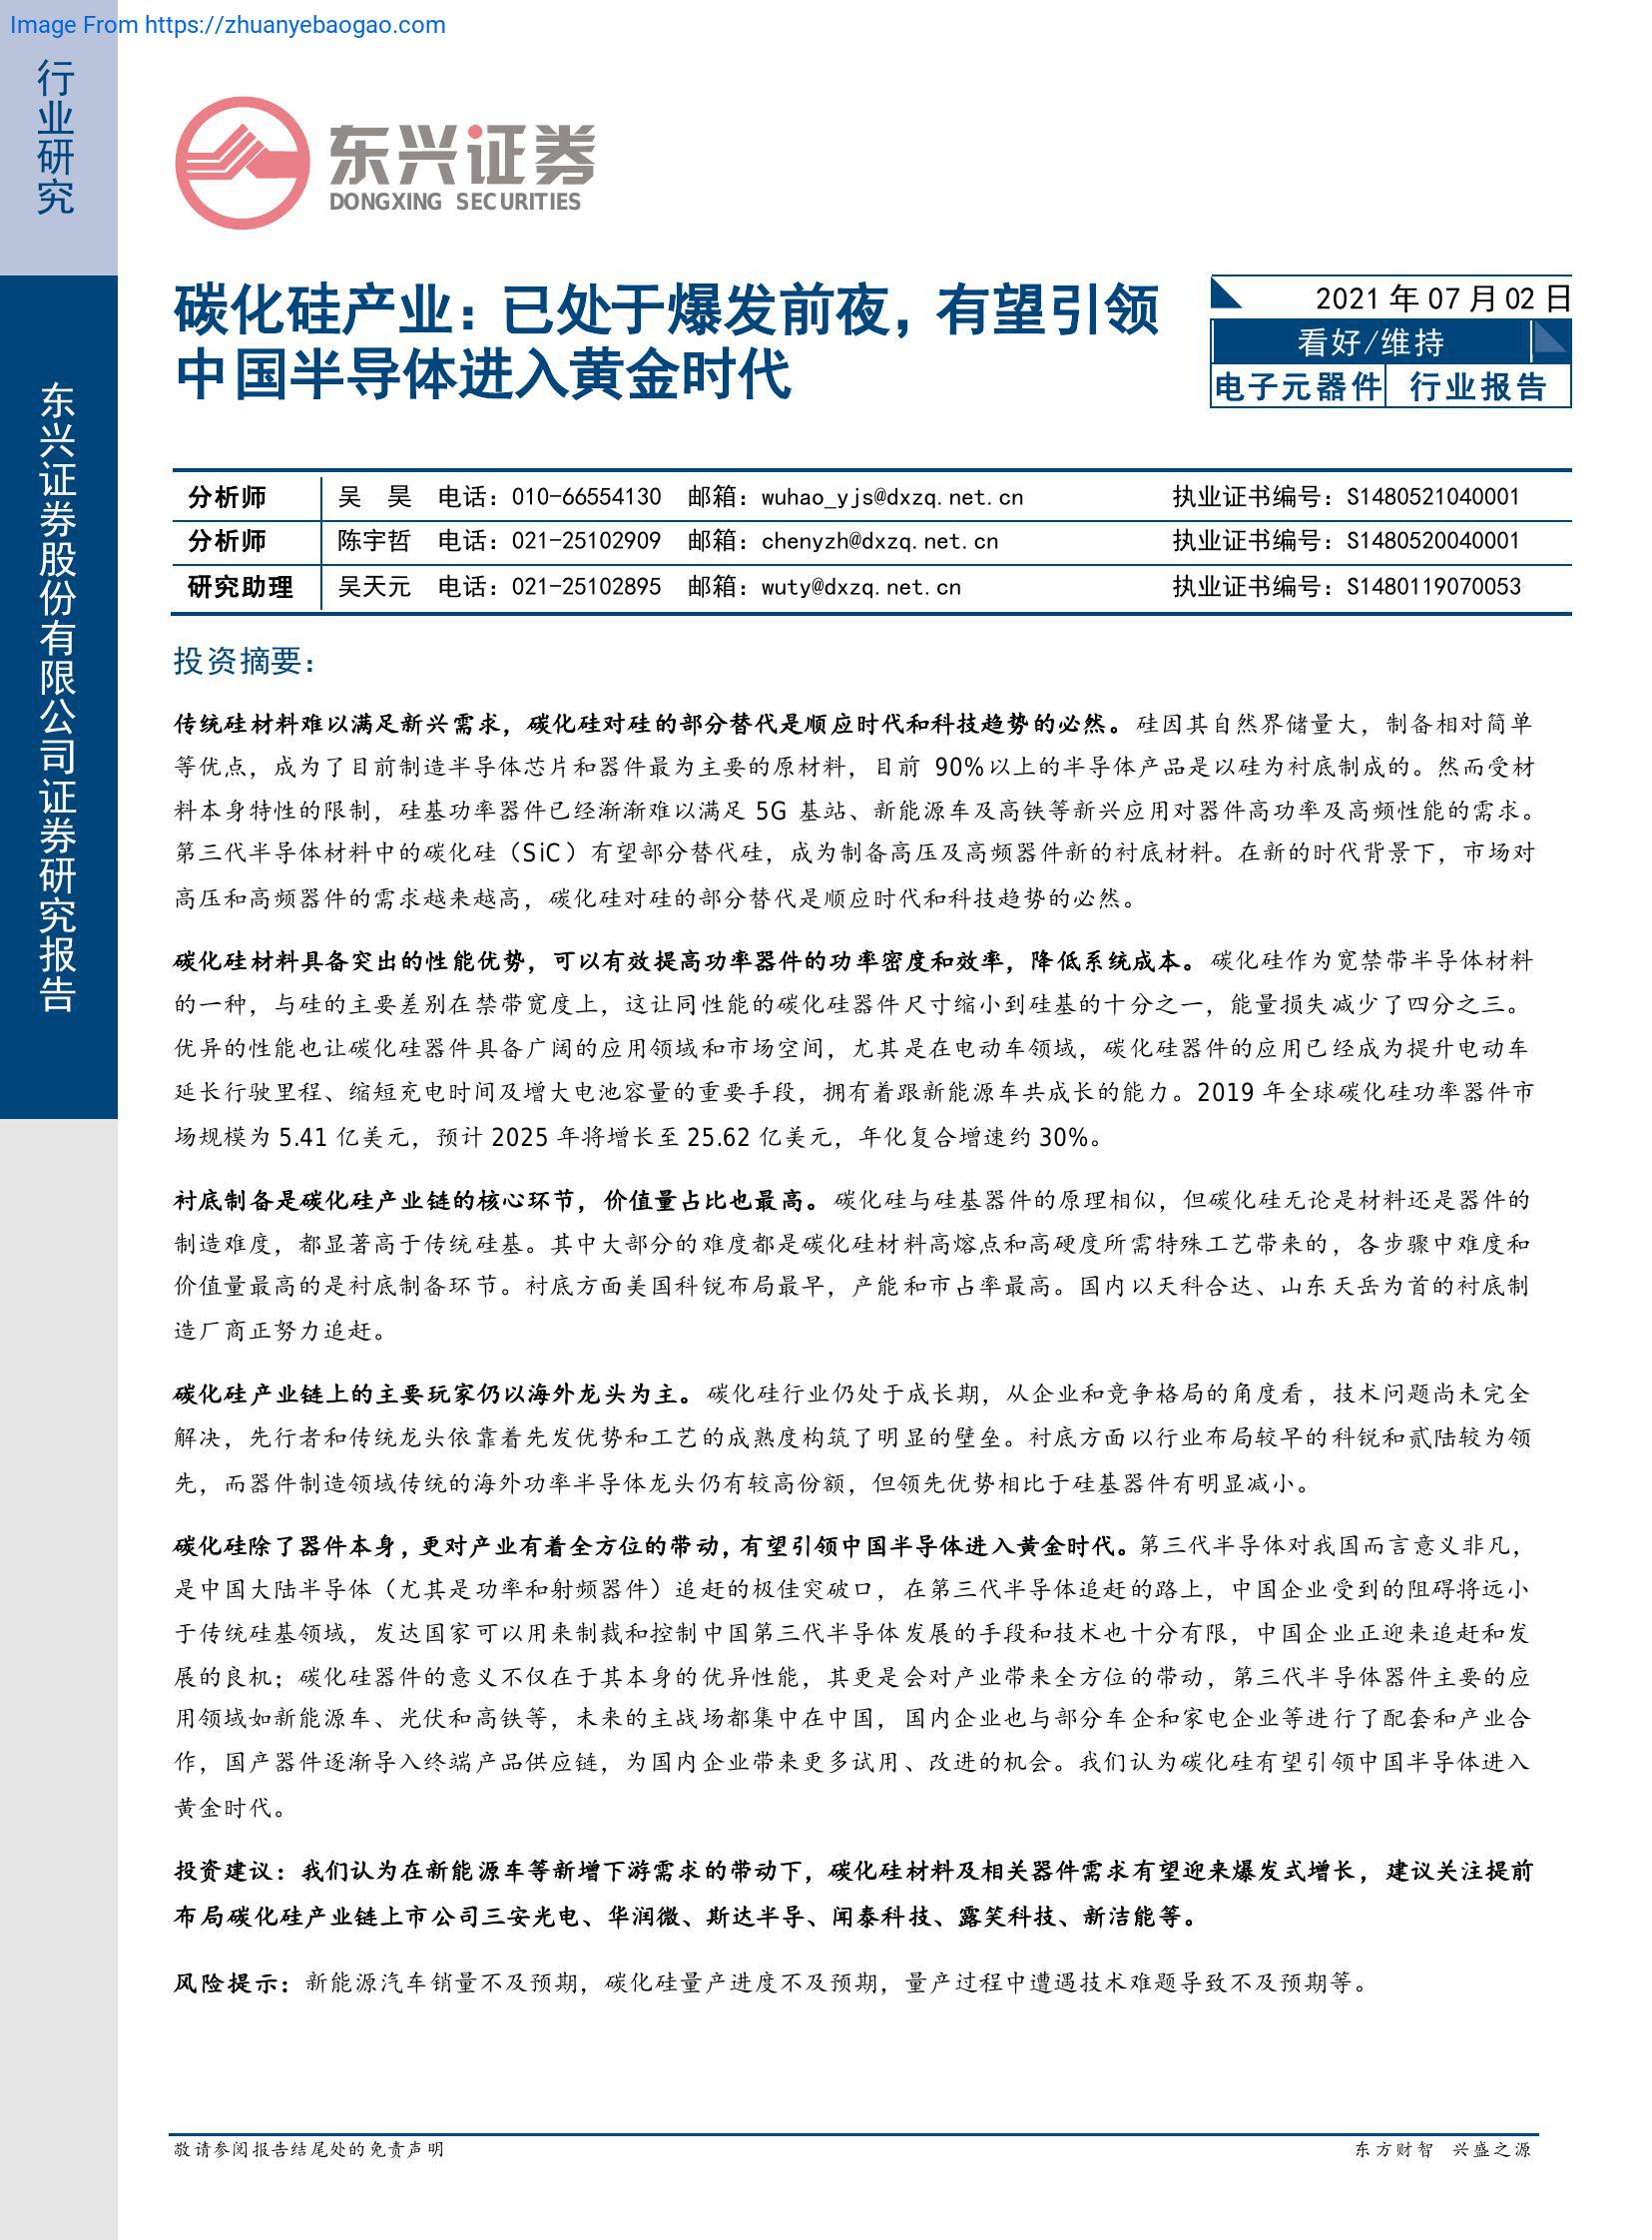 Image From https://zhuanyebaogao.com
行业研究
东兴证券股份有限公司证券研究报告
东兴证券
DONGXING SECURITIES
碳化硅产业：已处于爆发前夜，有望引领
中国半导体进入黄金时代
2021 年 07 月 02 日
看好/维持
电子元器件 行业报告
分析师 吴 昊 电话：010-66554130 邮箱：wuhao_yjs@dxzq.net.cn 执业证书编号：S1480521040001
分析师 陈宇哲 电话：021-25102909 邮箱：chenyzh@dxzq.net.cn 执业证书编号：S1480520040001
研究助理 吴天元 电话：021-25102895 邮箱：wuty@dxzq.net.cn 执业证书编号：S1480119070053
投资摘要：
传统硅材料难以满足新兴需求，碳化硅对硅的部分替代是顺应时代和科技趋势的必然。硅因其自然界储量大，制备相对简单
等优点，成为了目前制造半导体芯片和器件最为主要的原材料，目前 90%以上的半导体产品是以硅为衬底制成的。然而受材
料本身特性的限制，硅基功率器件已经渐渐难以满足 5G 基站、新能源车及高铁等新兴应用对器件高功率及高频性能的需求。
第三代半导体材料中的碳化硅（SiC）有望部分替代硅，成为制备高压及高频器件新的衬底材料。在新的时代背景下，市场对
高压和高频器件的需求越来越高，碳化硅对硅的部分替代是顺应时代和科技趋势的必然。
碳化硅材料具备突出的性能优势，可以有效提高功率器件的功率密度和效率，降低系统成本。碳化硅作为宽禁带半导体材料
的一种，与硅的主要差别在禁带宽度上，这让同性能的碳化硅器件尺寸缩小到硅基的十分之一，能量损失减少了四分之三。
优异的性能也让碳化硅器件具备广阔的应用领域和市场空间，尤其是在电动车领域，碳化硅器件的应用已经成为提升电动车
延长行驶里程、缩短充电时间及增大电池容量的重要手段，拥有着跟新能源车共成长的能力。2019 年全球碳化硅功率器件市
场规模为 5.41 亿美元，预计 2025 年将增长至 25.62 亿美元，年化复合增速约 30%。
衬底制备是碳化硅产业链的核心环节，价值量占比也最高。碳化硅与硅基器件的原理相似，但碳化硅无论是材料还是器件的
制造难度，都显著高于传统硅基。其中大部分的难度都是碳化硅材料高熔点和高硬度所需特殊工艺带来的，各步骤中难度和
价值量最高的是衬底制备环节。衬底方面美国科锐布局最早，产能和市占率最高。国内以天科合达、山东天岳为首的衬底制
造厂商正努力追赶。
碳化硅产业链上的主要玩家仍以海外龙头为主。碳化硅行业仍处于成长期，从企业和竞争格局的角度看，技术问题尚未完全
解决，先行者和传统龙头依靠着先发优势和工艺的成熟度构筑了明显的壁垒。衬底方面以行业布局较早的科锐和贰陆较为领
先，而器件制造领域传统的海外功率半导体龙头仍有较高份额，但领先优势相比于硅基器件有明显减小。
碳化硅除了器件本身，更对产业有着全方位的带动，有望引领中国半导体进入黄金时代。第三代半导体对我国而言意义非凡，
是中国大陆半导体（尤其是功率和射频器件）追赶的极佳突破口，在第三代半导体追赶的路上，中国企业受到的阻碍将远小
于传统硅基领域，发达国家可以用来制裁和控制中国第三代半导体发展的手段和技术也十分有限，中国企业正迎来追赶和发
展的良机；碳化硅器件的意义不仅在于其本身的优异性能，其更是会对产业带来全方位的带动，第三代半导体器件主要的应
用领域如新能源车、光伏和高铁等，未来的主战场都集中在中国，国内企业也与部分车企和家电企业等进行了配套和产业合
作，国产器件逐渐导入终端产品供应链，为国内企业带来更多试用、改进的机会。我们认为碳化硅有望引领中国半导体进入
黄金时代。
投资建议：我们认为在新能源车等新增下游需求的带动下，碳化硅材料及相关器件需求有望迎来爆发式增长，建议关注提前
布局碳化硅产业链上市公司三安光电、华润微、斯达半导、闻泰科技、露笑科技、新洁能等。
风险提示：新能源汽车销量不及预期，碳化硅量产进度不及预期，量产过程中遭遇技术难题导致不及预期等。
敬请参阅报告结尾处的免责声明
东方财智 兴盛之源